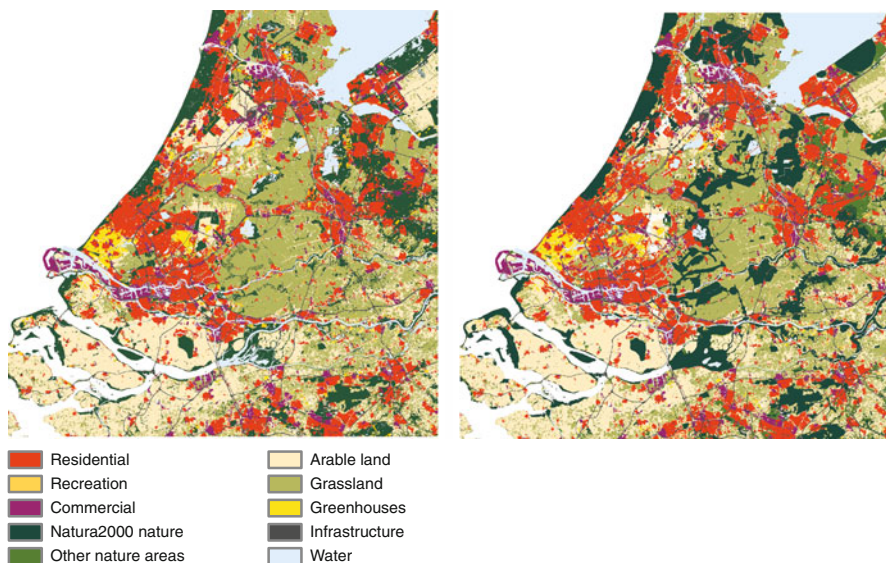 Residential
Recreation
Commercial
Natura2000 nature
Other nature areas
Arable land
Grassland
Greenhouses
Infrastructure
Water